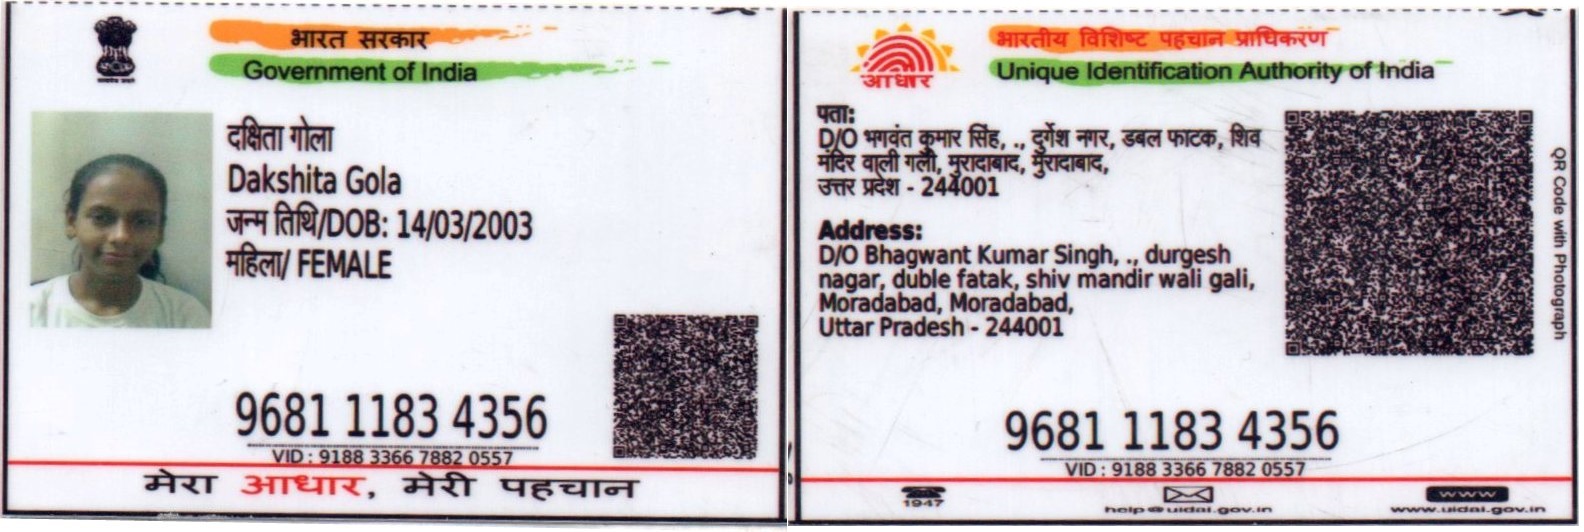 भारत सरकार
Government of India
दक्षिता गोला
Dakshita Gola
जन्म तिथि/DOB: 14/03/2003
महिला/ FEMALE
9681 1183 4356
VID : 9188 3366 7882 0557
मेरा आधार, मेरी पहचान
आधार
भारतीय विशिष्ट पहचान प्राधिकरण
Unique Identification Authority of India
पता:
D/O भगवंत कुमार सिंह, ., दुर्गेश नगर, डबल फाटक, शिव
मंदिर वाली गली, मुरादाबाद, मुरादाबाद,
उत्तर प्रदेश - 244001
Address:
D/O Bhagwant Kumar Singh, ., durgesh
nagar, duble fatak, shiv mandir wali gali,
Moradabad, Moradabad,
Uttar Pradesh - 244001
QR Code with Photograph
9681 1183 4356
VID : 9188 3366 7882 0557
1947
help@uidai.gov.in
www
www.uidai.gov.in